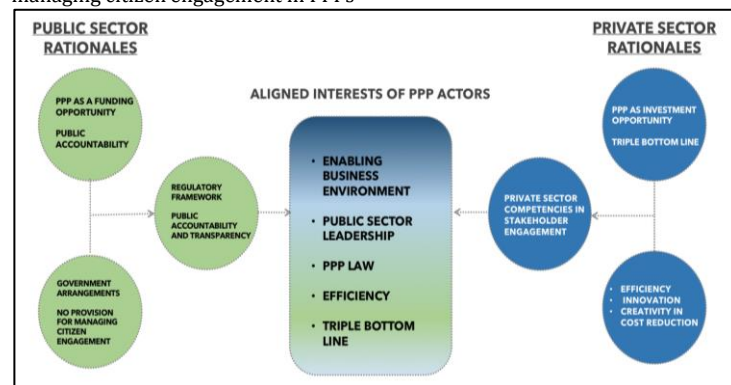 managing citizen engagement in PPPs
PUBLIC SECTOR
RATIONALES
PRIVATE SECTOR
RATIONALES
ALIGNED INTERESTS OF PPP ACTORS
PPP AS A FUNDING
OPPORTUNITY
PUBLIC
ACCOUNTABILITY
REGULATORY
FRAMEWORK
PUBLIC
ACCOUNTABILITY
AND TRANSPARENCY
GOVERNMENT
ARRANGEMENTS
NO PROVISION
FOR MANAGING
CITIZEN
ENGAGEMENT
• ENABLING
BUSINESS
ENVIRONMENT
• PUBLIC SECTOR
LEADERSHIP
• PPP LAW
• EFFICIENCY
• TRIPLE BOTTOM
LINE
PRIVATE SECTOR
COMPETENCIES IN
STAKEHOLDER
ENGAGEMENT
PPP AS INVESTMENT
OPPORTUNITY
TRIPLE BOTTOM LINE
• EFFICIENCY
• INNOVATION
• CREATIVITY IN
COST REDUCTION